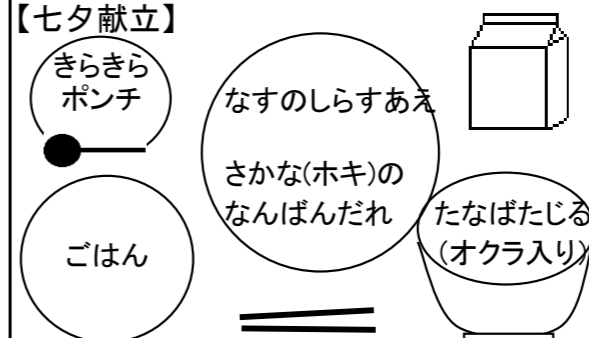 【七夕献立】
きらきら
ポンチ
なすのしらすあえ
さかな(ホキ)の
なんばんだれ
たなばたじる
(オクラ入り)
ごはん